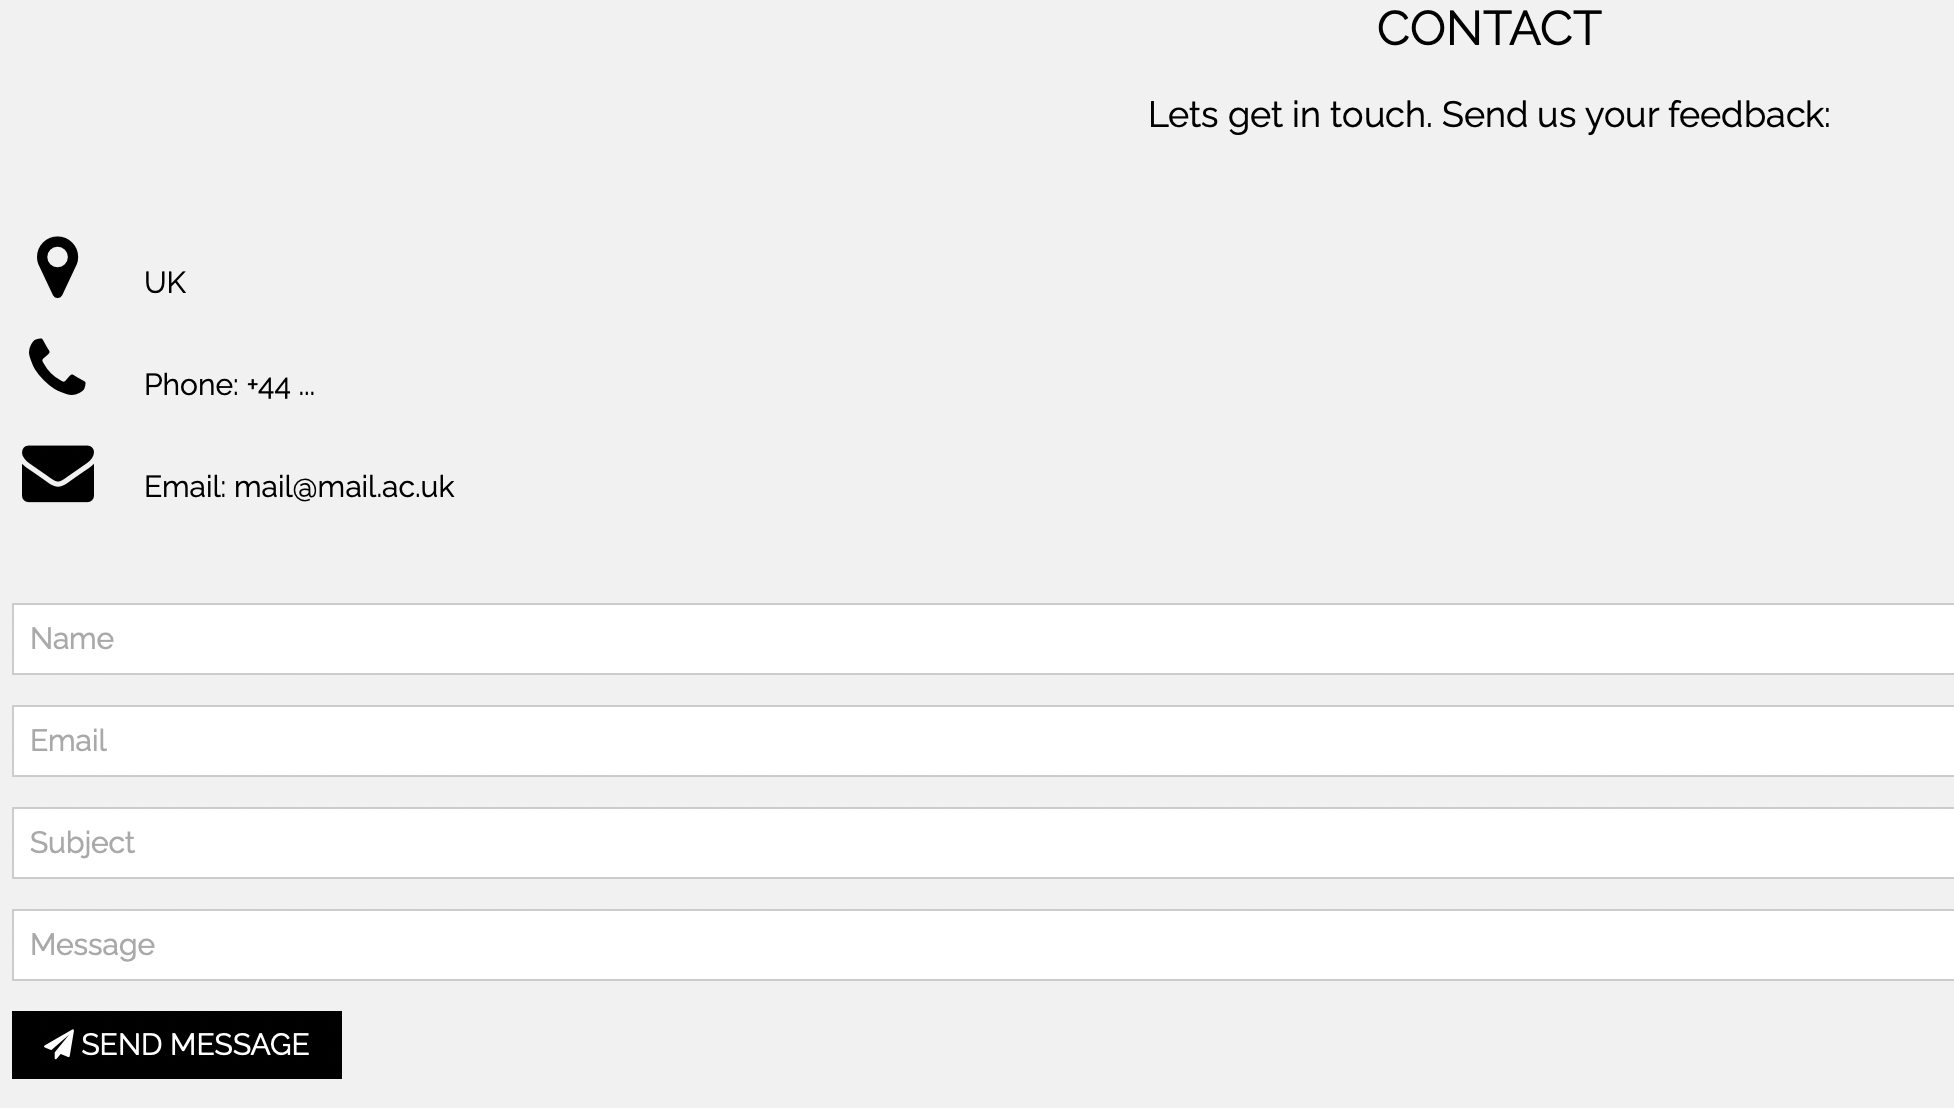 CONTACT
Lets get in touch. Send us your feedback:
UK
Phone: +44 ...
Email: mail@mail.ac.uk
Name
Email
Subject
Message
SEND MESSAGE